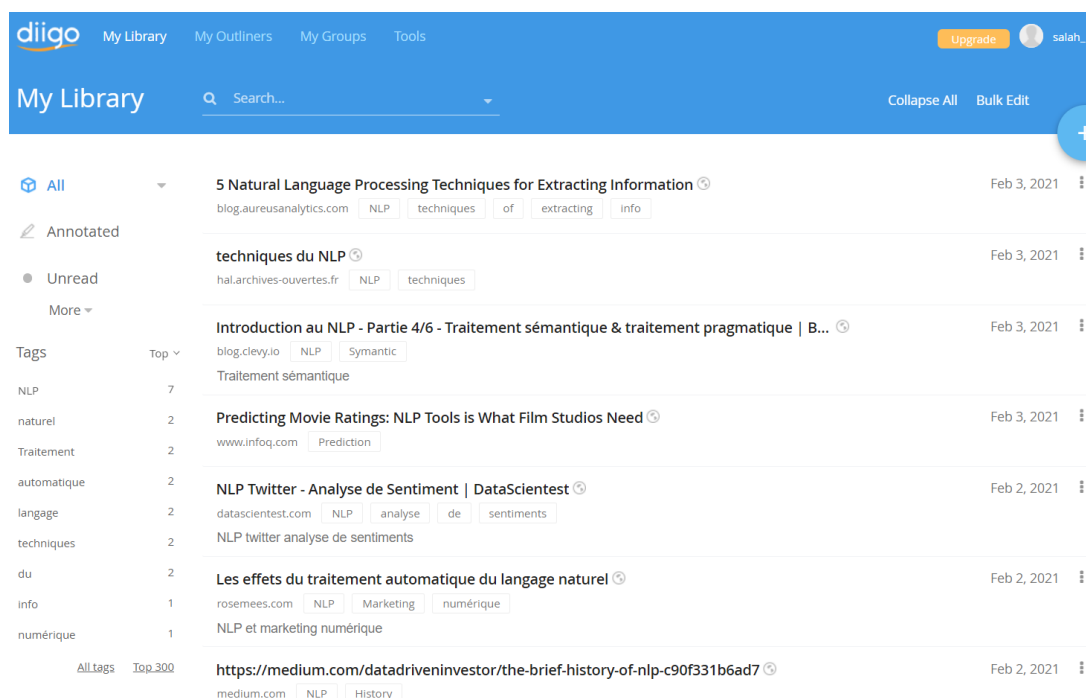 diigo My Library My Outliners My Groups Tools Upgrade salah_
My Library Search... Collapse All Bulk Edit
+
All
Annotated
Unread
More
Tags Top
NLP 7
naturel 2
Traitement 2
automatique 2
langage 2
techniques 2
du 2
info 1
numérique 1
All tags Top 300
5 Natural Language Processing Techniques for Extracting Information Feb 3, 2021
blog.aureusanalytics.com NLP techniques of extracting info
techniques du NLP Feb 3, 2021
hal.archives-ouvertes.fr NLP techniques
Introduction au NLP - Partie 4/6 - Traitement sémantique & traitement pragmatique | B... Feb 3, 2021
blog.clevy.io NLP Symantic
Traitement sémantique
Predicting Movie Ratings: NLP Tools is What Film Studios Need Feb 3, 2021
www.infoq.com Prediction
NLP Twitter - Analyse de Sentiment | DataScientest Feb 2, 2021
datascientest.com NLP analyse de sentiments
NLP twitter analyse de sentiments
Les effets du traitement automatique du langage naturel Feb 2, 2021
rosemees.com NLP Marketing numérique
NLP et marketing numérique
https://medium.com/datadriveninvestor/the-brief-history-of-nlp-c90f331b6ad7 Feb 2, 2021
medium.com NLP History